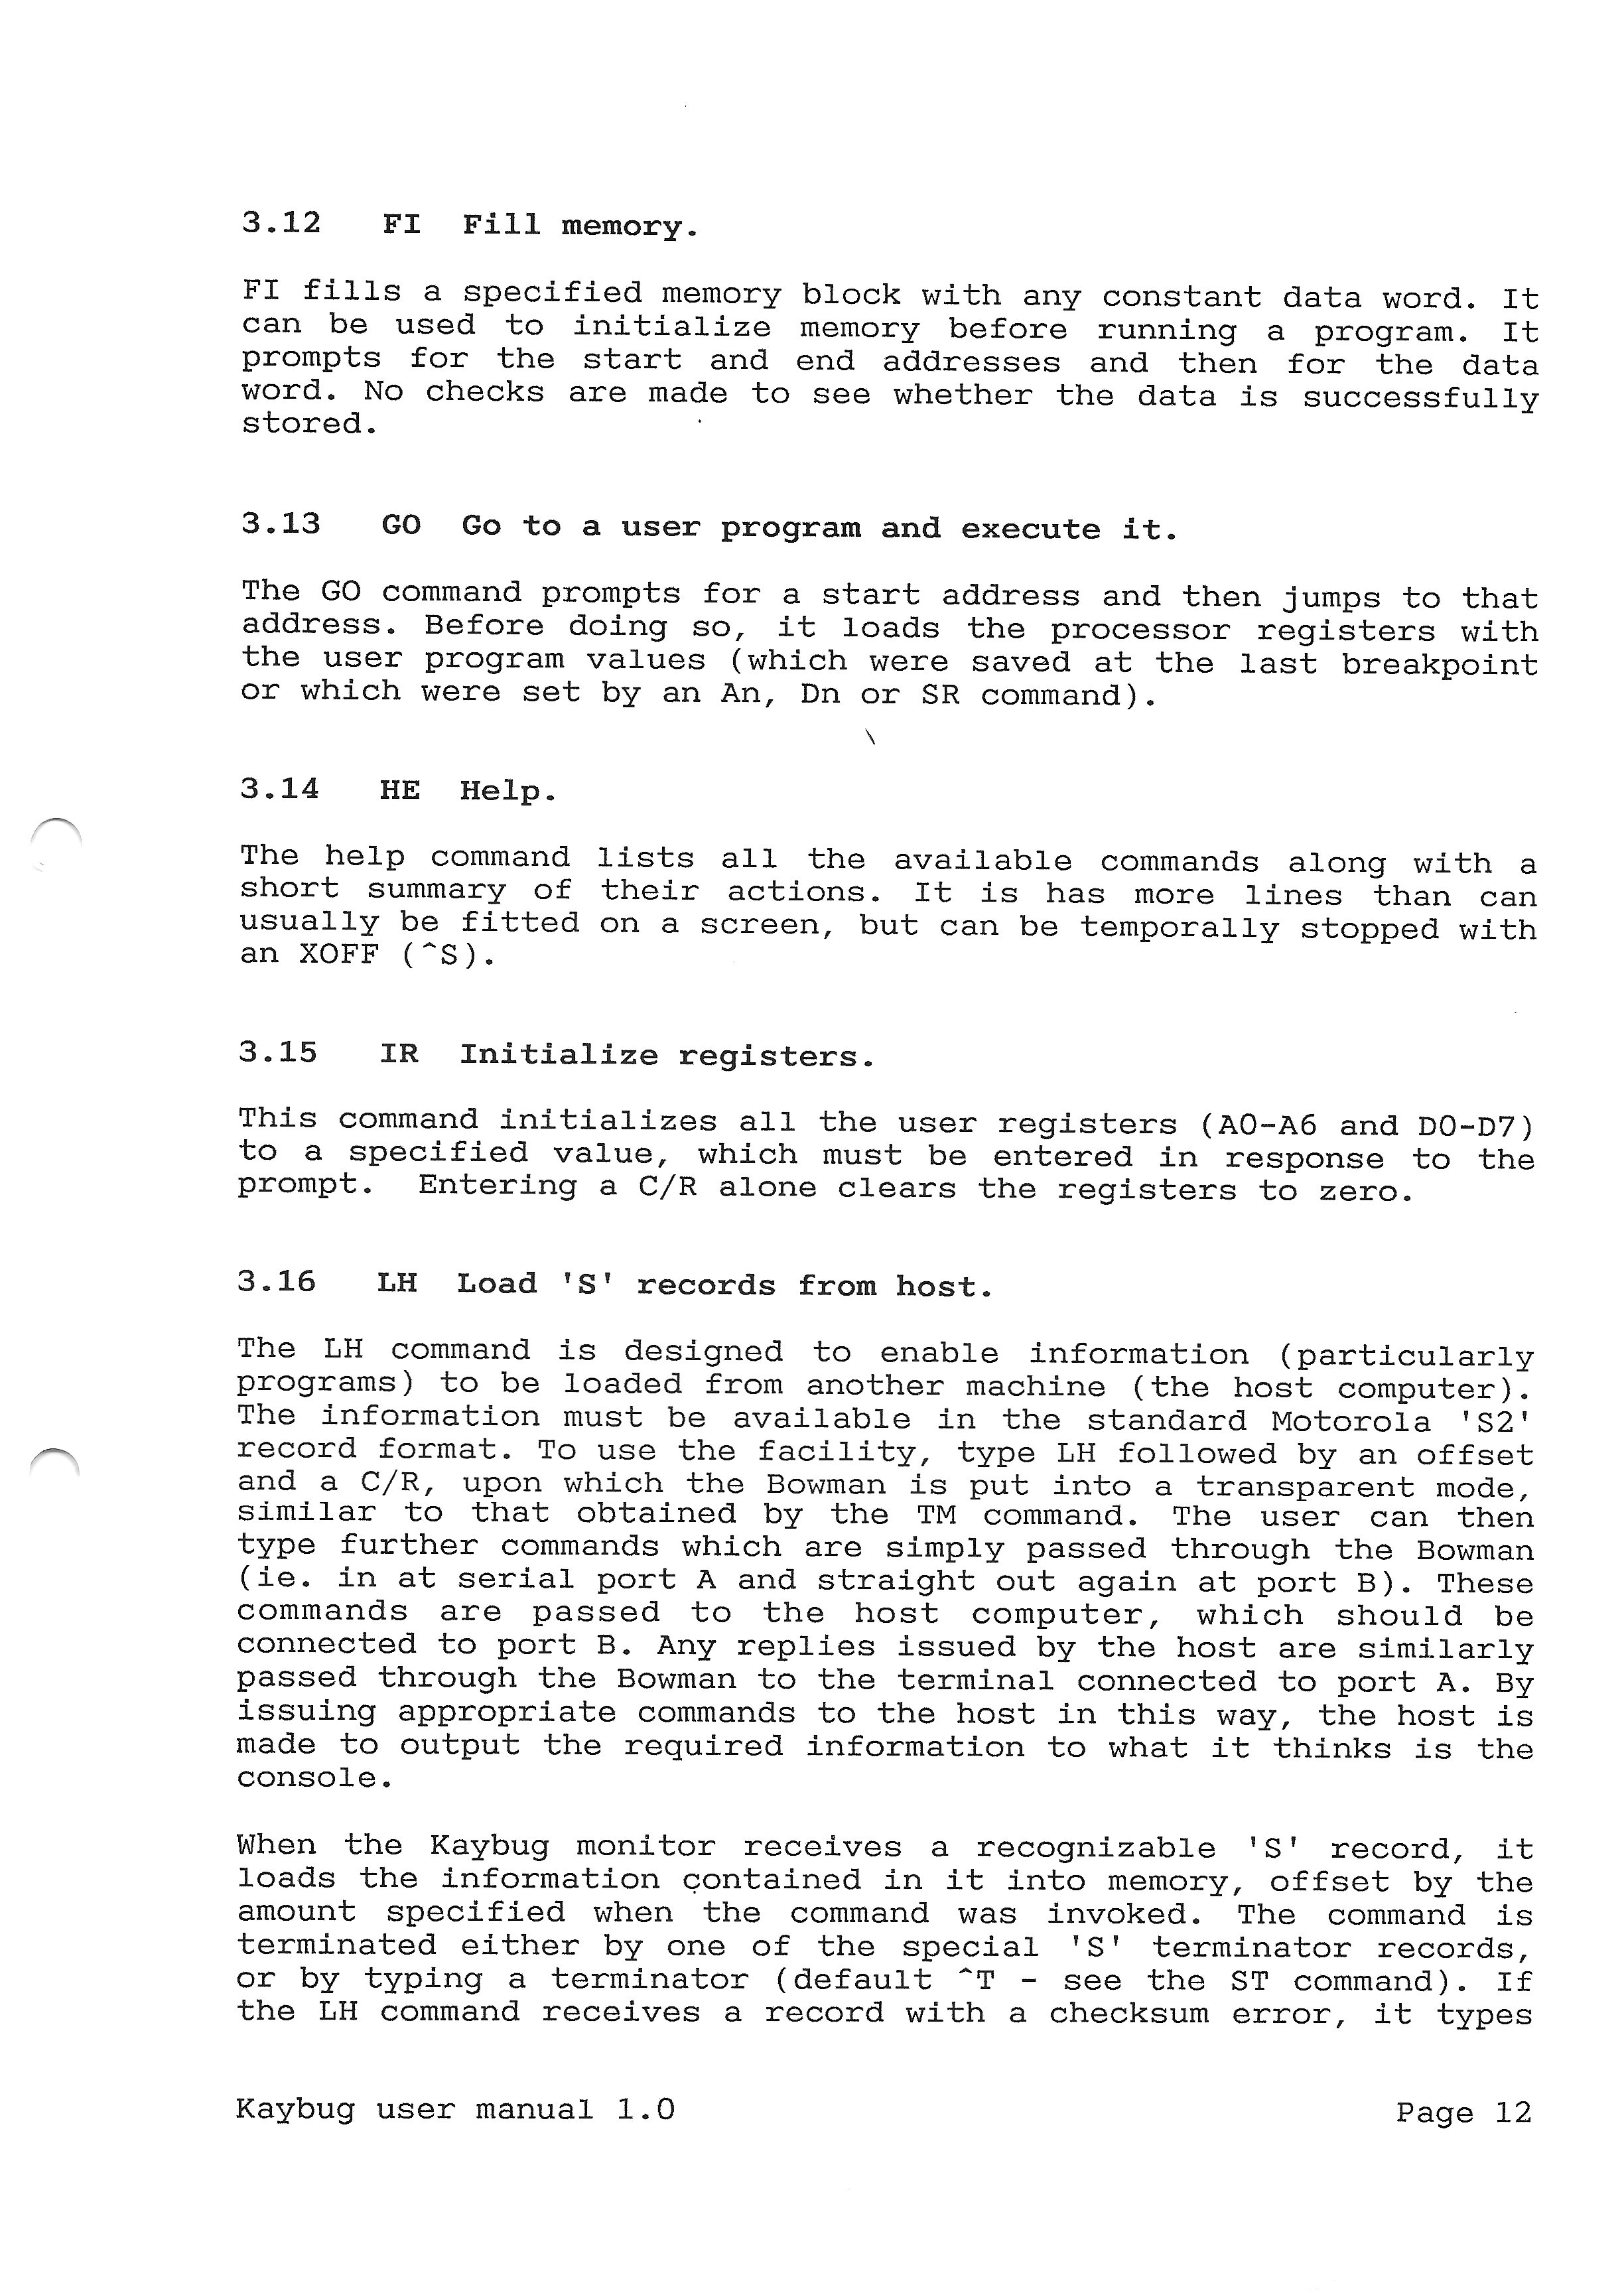 3.12 FI Fill memory.
FI fills a specified memory block with any constant data word. It
can be used to initialize memory before running a program. It
prompts for the start and end addresses and then for the data
word. No checks are made to see whether the data is successfully
stored.
3.13 GO Go to a user program and execute it.
The GO command prompts for a start address and then jumps to that
address. Before doing so, it loads the processor registers with
the user program values (which were saved at the last breakpoint
or which were set by an An, Dn or SR command).
3.14 HE Help.
The help command lists all the available commands along with a
short summary of their actions. It is has more lines than can
usually be fitted on a screen, but can be temporally stopped with
an XOFF (^S).
3.15 IR Initialize registers.
This command initializes all the user registers (A0-A6 and D0-D7)
to a specified value, which must be entered in response to the
prompt. Entering a C/R alone clears the registers to zero.
3.16 LH Load 'S' records from host.
The LH command is designed to enable information (particularly
programs) to be loaded from another machine (the host computer).
The information must be available in the standard Motorola 'S2'
record format. To use the facility, type LH followed by an offset
and a C/R, upon which the Bowman is put into a transparent mode,
similar to that obtained by the TM command. The user can then
type further commands which are simply passed through the Bowman
(ie. in at serial port A and straight out again at port B). These
commands are passed to the host computer, which should be
connected to port B. Any replies issued by the host are similarly
passed through the Bowman to the terminal connected to port A. By
issuing appropriate commands to the host in this way, the host is
made to output the required information to what it thinks is the
console.
When the Kaybug monitor receives a recognizable 'S' record, it
loads the information contained in it into memory, offset by the
amount specified when the command was invoked. The command is
terminated either by one of the special 'S' terminator records,
or by typing a terminator (default ^T - see the ST command). If
the LH command receives a record with a checksum error, it types
Kaybug user manual 1.0 Page 12